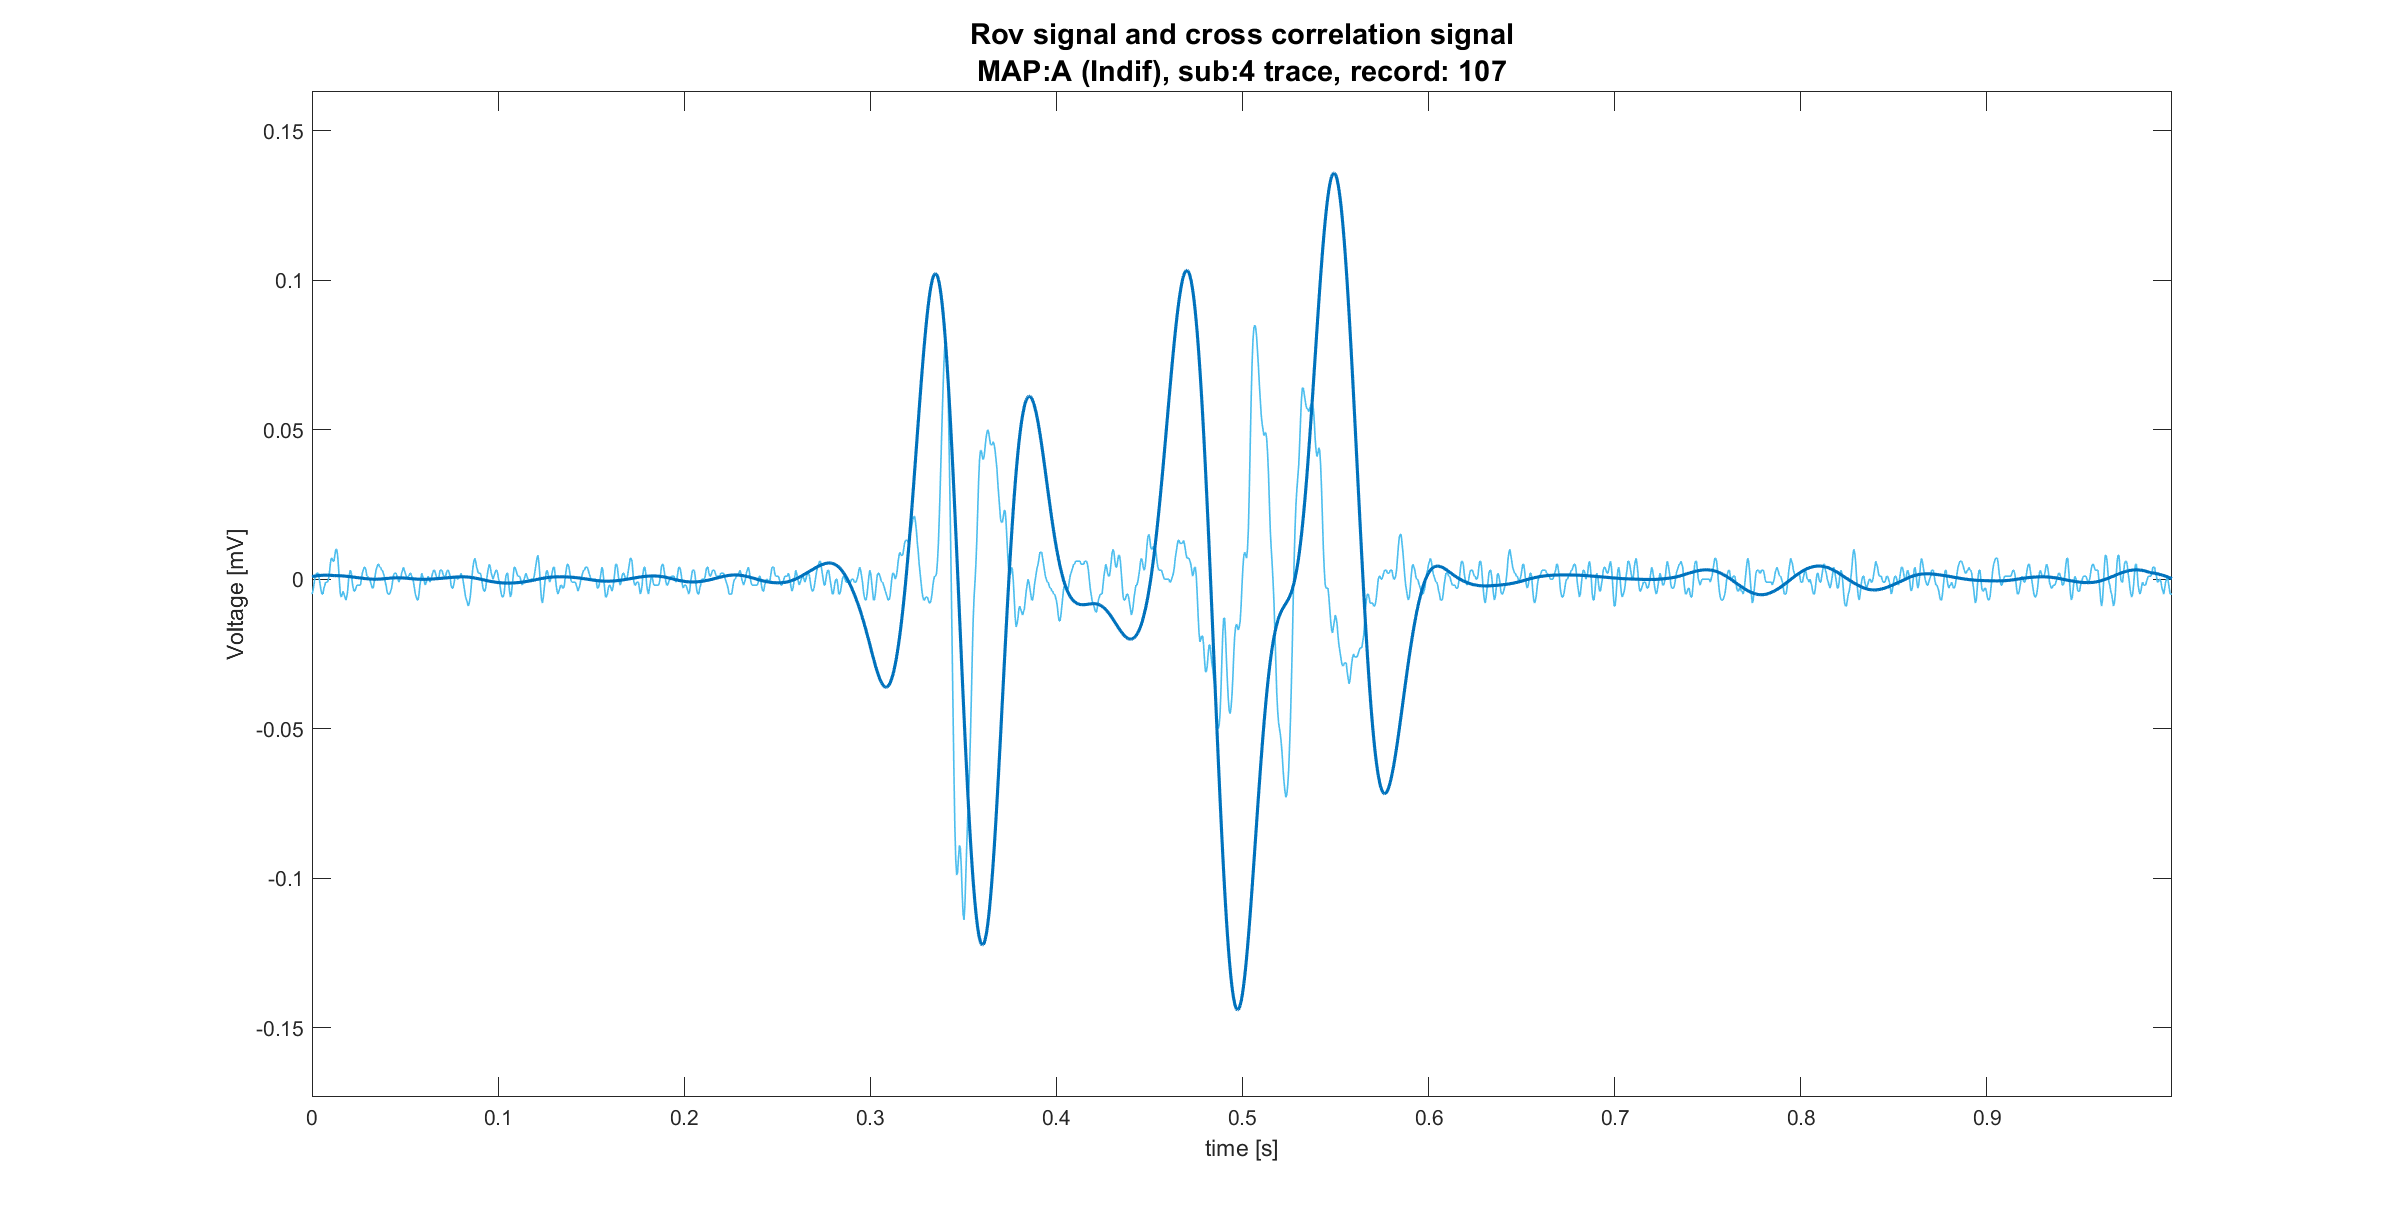 Rov signal and cross correlation signal
MAP:A (Indif), sub:4 trace, record: 107
0.15
0.1
0.05
0
-0.05
-0.1
-0.15
Voltage [mV]
0 0.1 0.2 0.3 0.4 0.5 0.6 0.7 0.8 0.9
time [s]